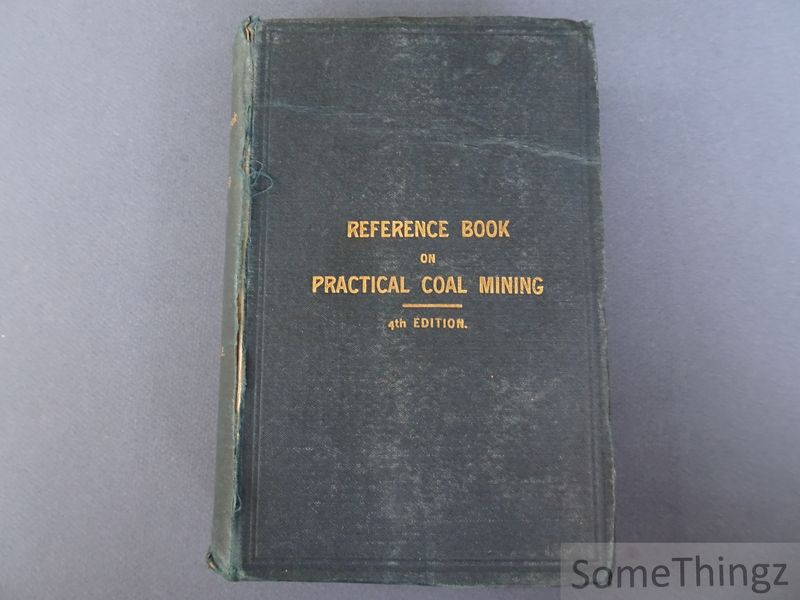 REFERENCE BOOK
ON
PRACTICAL COAL MINING
4th EDITION.
SomeThingz